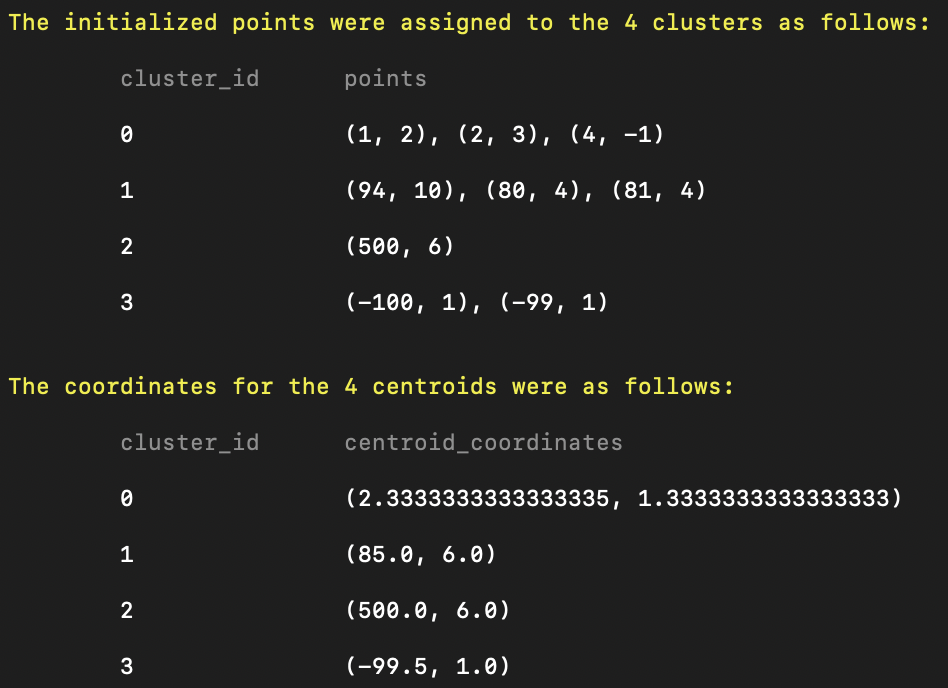 The initialized points were assigned to the 4 clusters as follows:
cluster_id points
0 (1, 2), (2, 3), (4, -1)
1 (94, 10), (80, 4), (81, 4)
2 (500, 6)
3 (-100, 1), (-99, 1)
The coordinates for the 4 centroids were as follows:
cluster_id centroid_coordinates
0 (2.3333333333333335, 1.3333333333333333)
1 (85.0, 6.0)
2 (500.0, 6.0)
3 (-99.5, 1.0)